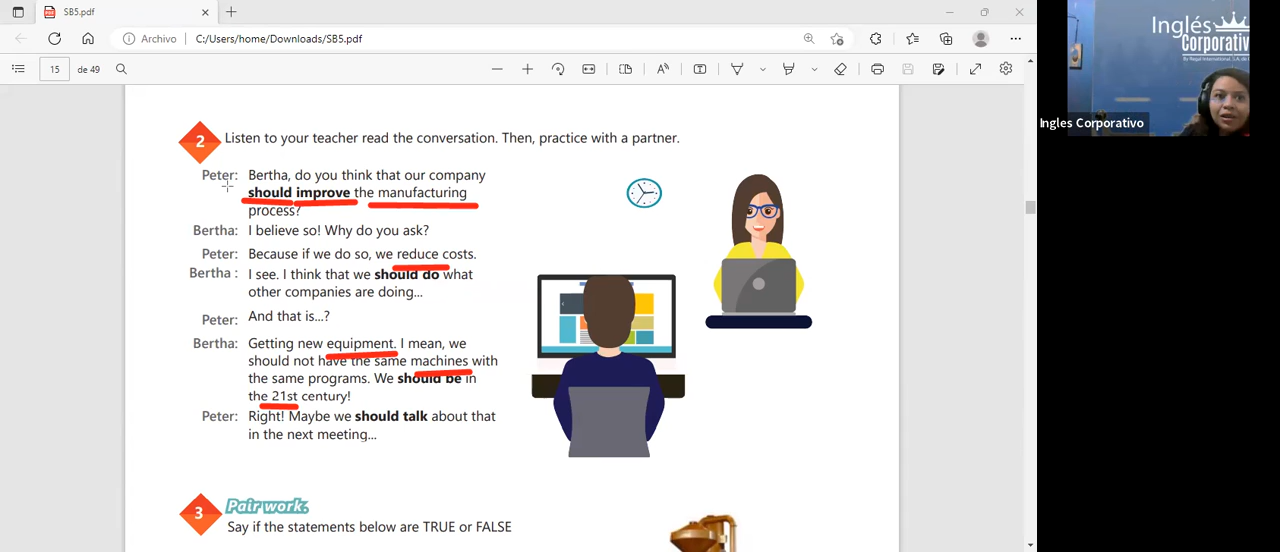 SB5.pdf
Archivo
C:/Users/home/Downloads/SB5.pdf
15
de 49
Inglés
Corporativo
By Regal International, S.A. de
Ingles Corporativo
2
Listen to your teacher read the conversation. Then, practice with a partner.
Peter: Bertha, do you think that our company
should improve the manufacturing
process?
Bertha: I believe so! Why do you ask?
Peter: Because if we do so, we reduce costs.
Bertha : I see. I think that we should do what
other companies are doing...
Peter: And that is...?
Bertha: Getting new equipment. I mean, we
should not have the same machines with
the same programs. We should be in
the 21st century!
Peter: Right! Maybe we should talk about that
in the next meeting...
3
Pair work.
Say if the statements below are TRUE or FALSE